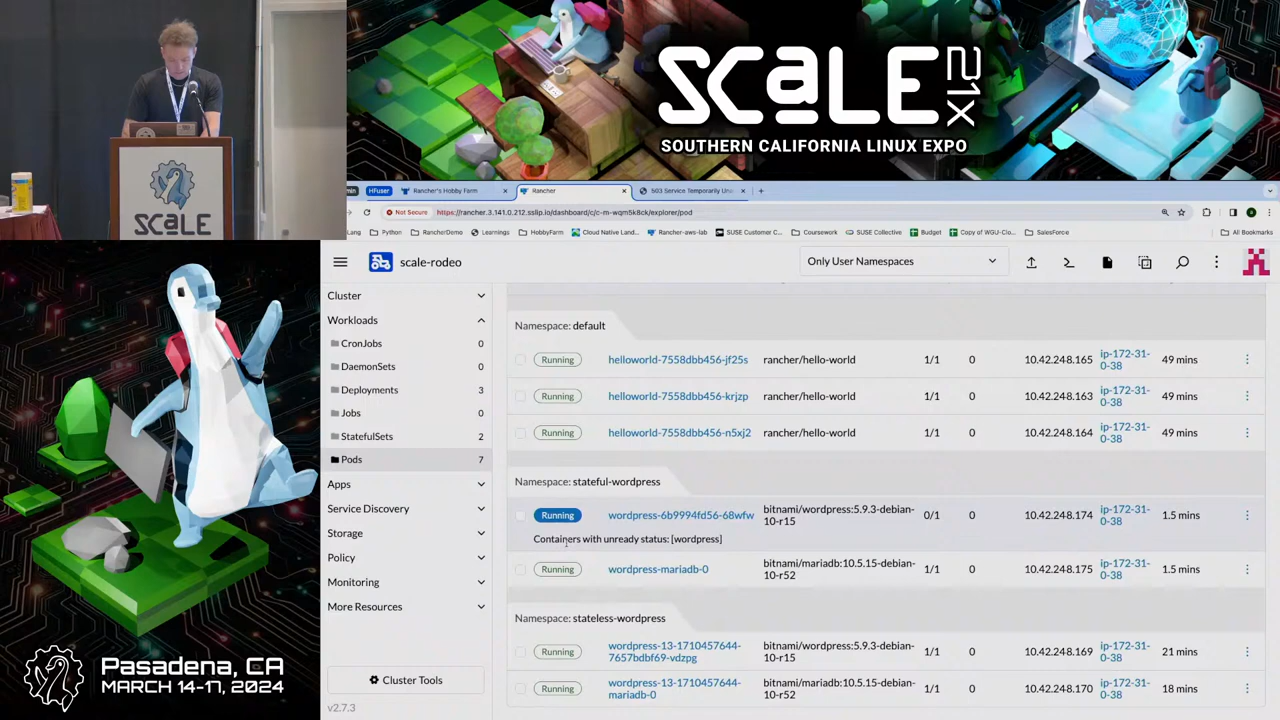 SCALE 21X
SOUTHERN CALIFORNIA LINUX EXPO
SCALE
min HFuser Rancher's Hobby Farm × Rancher × 503 Service Temporarily Una × +
Not Secure https://rancher.3.141.0.212.sslip.io/dashboard/c/c-m-wqm5k8ck/explorer/pod
Lang Python RancherDemo Learnings HobbyFarm Cloud Native Land... Rancher-aws-lab SUSE Customer C... Coursework SUSE Collective Budget Copy of WGU-Clo... SalesForce All Bookmarks
scale-rodeo
Only User Namespaces
Cluster
Workloads
CronJobs 0
DaemonSets 0
Deployments 3
Jobs 0
StatefulSets 2
Pods 7
Apps
Service Discovery
Storage
Policy
Monitoring
More Resources
Cluster Tools
v2.7.3
Namespace: default
Running helloworld-7558dbb456-jf25s rancher/hello-world 1/1 0 10.42.248.165 ip-172-31-0-38 49 mins
Running helloworld-7558dbb456-krjzp rancher/hello-world 1/1 0 10.42.248.163 ip-172-31-0-38 49 mins
Running helloworld-7558dbb456-n5xj2 rancher/hello-world 1/1 0 10.42.248.164 ip-172-31-0-38 49 mins
Namespace: stateful-wordpress
Running wordpress-6b9994fd56-68wfw bitnami/wordpress:5.9.3-debian-10-r15 0/1 0 10.42.248.174 ip-172-31-0-38 1.5 mins
Containers with unready status: [wordpress]
Running wordpress-mariadb-0 bitnami/mariadb:10.5.15-debian-10-r52 1/1 0 10.42.248.175 ip-172-31-0-38 1.5 mins
Namespace: stateless-wordpress
Running wordpress-13-1710457644-7657bdbf69-vdzpg bitnami/wordpress:5.9.3-debian-10-r15 1/1 0 10.42.248.169 ip-172-31-0-38 21 mins
Running wordpress-13-1710457644-mariadb-0 bitnami/mariadb:10.5.15-debian-10-r52 1/1 0 10.42.248.170 ip-172-31-0-38 18 mins
Pasadena, CA
MARCH 14-17, 2024